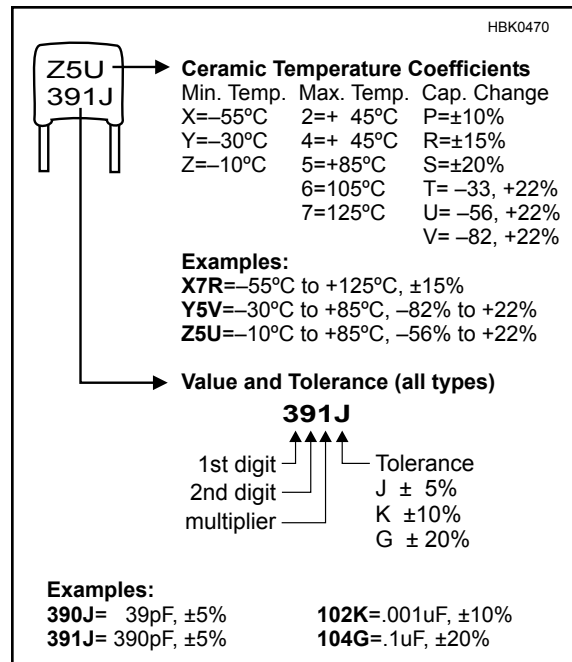 HBK0470
Z5U
391J
Ceramic Temperature Coefficients
Min. Temp. Max. Temp. Cap. Change
X=–55ºC 2=+ 45ºC P=±10%
Y=–30ºC 4=+ 45ºC R=±15%
Z=–10ºC 5=+85ºC S=±20%
6=105ºC T= –33, +22%
7=125ºC U= –56, +22%
V= –82, +22%
Examples:
X7R=–55ºC to +125ºC, ±15%
Y5V=–30ºC to +85ºC, –82% to +22%
Z5U=–10ºC to +85ºC, –56% to +22%
Value and Tolerance (all types)
391J
1st digit
2nd digit
multiplier
Tolerance
J ± 5%
K ±10%
G ± 20%
Examples:
390J= 39pF, ±5% 102K=.001uF, ±10%
391J= 390pF, ±5% 104G=.1uF, ±20%